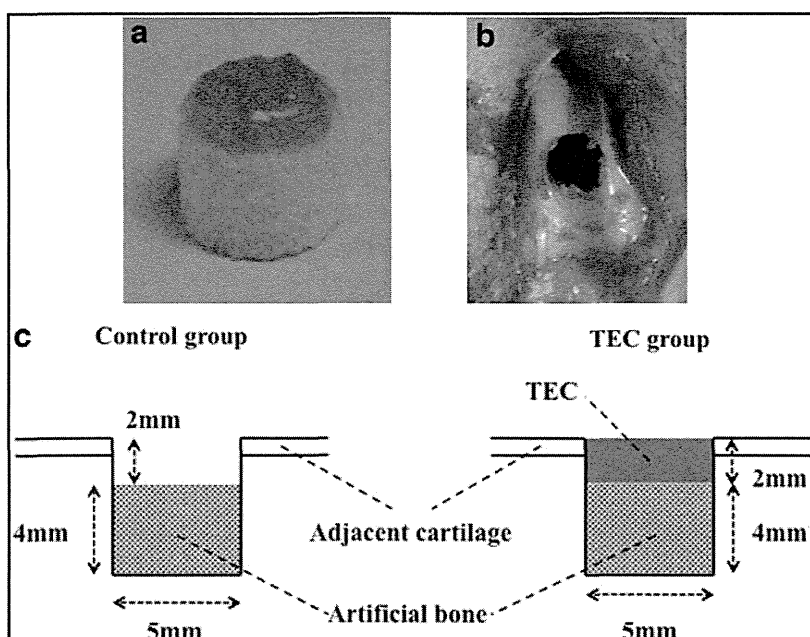 a
b
c
Control group
TEC group
TEC
2mm
2mm
4mm
Adjacent cartilage
4mm
Artificial bone
5mm
5mm